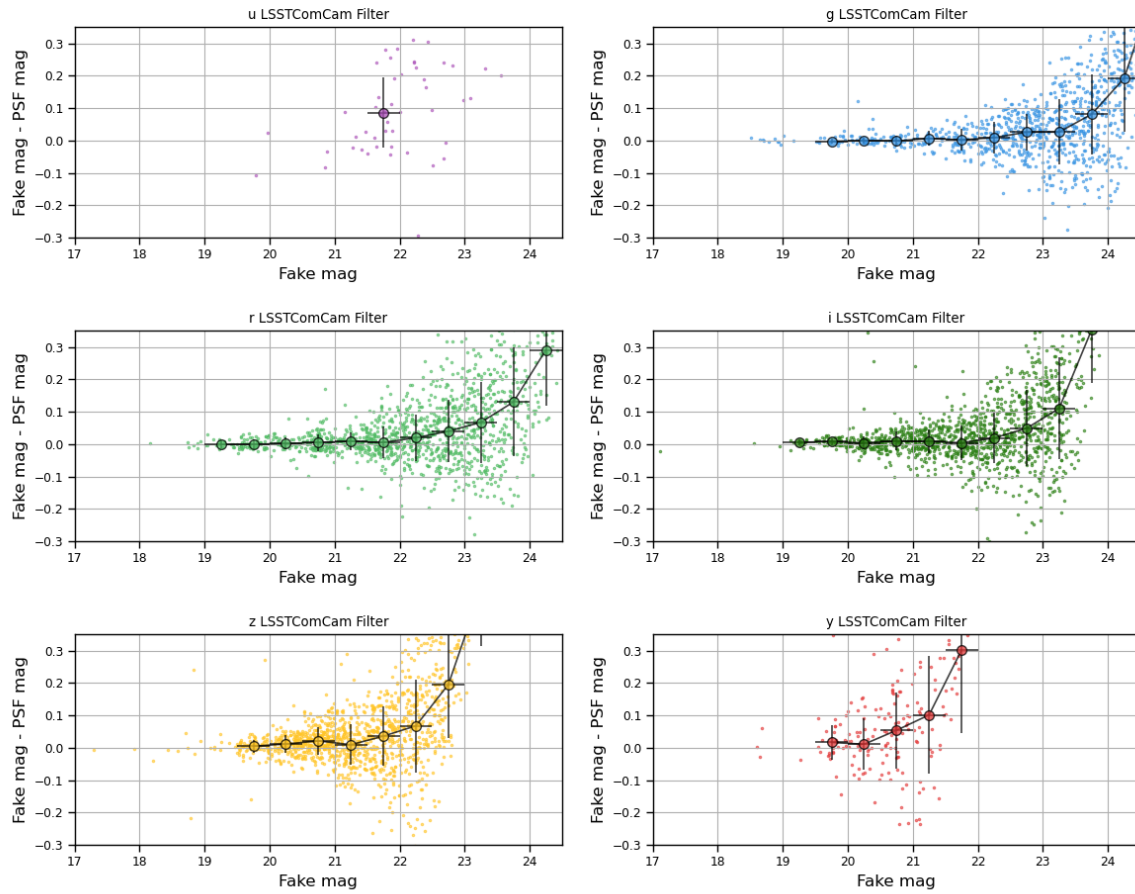 u LSSTComCam Filter
0.3
0.2
0.1
0.0
−0.1
−0.2
−0.3
Fake mag - PSF mag
17 18 19 20 21 22 23 24
Fake mag
g LSSTComCam Filter
0.3
0.2
0.1
0.0
−0.1
−0.2
−0.3
Fake mag - PSF mag
17 18 19 20 21 22 23 24
Fake mag
r LSSTComCam Filter
0.3
0.2
0.1
0.0
−0.1
−0.2
−0.3
Fake mag - PSF mag
17 18 19 20 21 22 23 24
Fake mag
i LSSTComCam Filter
0.3
0.2
0.1
0.0
−0.1
−0.2
−0.3
Fake mag - PSF mag
17 18 19 20 21 22 23 24
Fake mag
z LSSTComCam Filter
0.3
0.2
0.1
0.0
−0.1
−0.2
−0.3
Fake mag - PSF mag
17 18 19 20 21 22 23 24
Fake mag
y LSSTComCam Filter
0.3
0.2
0.1
0.0
−0.1
−0.2
−0.3
Fake mag - PSF mag
17 18 19 20 21 22 23 24
Fake mag